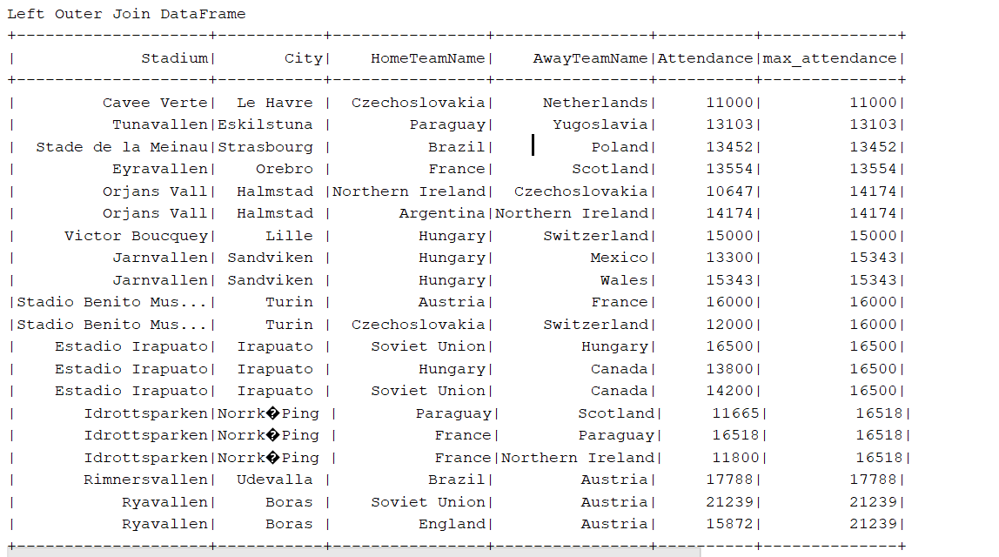 Left Outer Join DataFrame
+--------------------+-----------+----------------+----------------+----------+--------------+
|             Stadium|       City|    HomeTeamName|    AwayTeamName|Attendance|max_attendance|
+--------------------+-----------+----------------+----------------+----------+--------------+
|         Cavee Verte|  Le Havre |  Czechoslovakia|     Netherlands|     11000|         11000|
|          Tunavallen|Eskilstuna |        Paraguay|      Yugoslavia|     13103|         13103|
|  Stade de la Meinau|Strasbourg |          Brazil|          Poland|     13452|         13452|
|          Eyravallen|    Orebro |          France|        Scotland|     13554|         13554|
|         Orjans Vall|  Halmstad |Northern Ireland|  Czechoslovakia|     10647|         14174|
|         Orjans Vall|  Halmstad |       Argentina|Northern Ireland|     14174|         14174|
|     Victor Boucquey|     Lille |         Hungary|     Switzerland|     15000|         15000|
|          Jarnvallen| Sandviken |         Hungary|          Mexico|     13300|         15343|
|          Jarnvallen| Sandviken |         Hungary|           Wales|     15343|         15343|
|Stadio Benito Mus...|     Turin |         Austria|          France|     16000|         16000|
|Stadio Benito Mus...|     Turin |  Czechoslovakia|     Switzerland|     12000|         16000|
|    Estadio Irapuato|  Irapuato |    Soviet Union|         Hungary|     16500|         16500|
|    Estadio Irapuato|  Irapuato |         Hungary|          Canada|     13800|         16500|
|    Estadio Irapuato|  Irapuato |    Soviet Union|          Canada|     14200|         16500|
|       Idrottsparken|Norrk�Ping |        Paraguay|        Scotland|     11665|         16518|
|       Idrottsparken|Norrk�Ping |          France|        Paraguay|     16518|         16518|
|       Idrottsparken|Norrk�Ping |          France|Northern Ireland|     11800|         16518|
|       Rimnersvallen|  Udevalla |          Brazil|         Austria|     17788|         17788|
|           Ryavallen|     Boras |    Soviet Union|         Austria|     21239|         21239|
|           Ryavallen|     Boras |         England|         Austria|     15872|         21239|
+--------------------+-----------+----------------+----------------+----------+--------------+